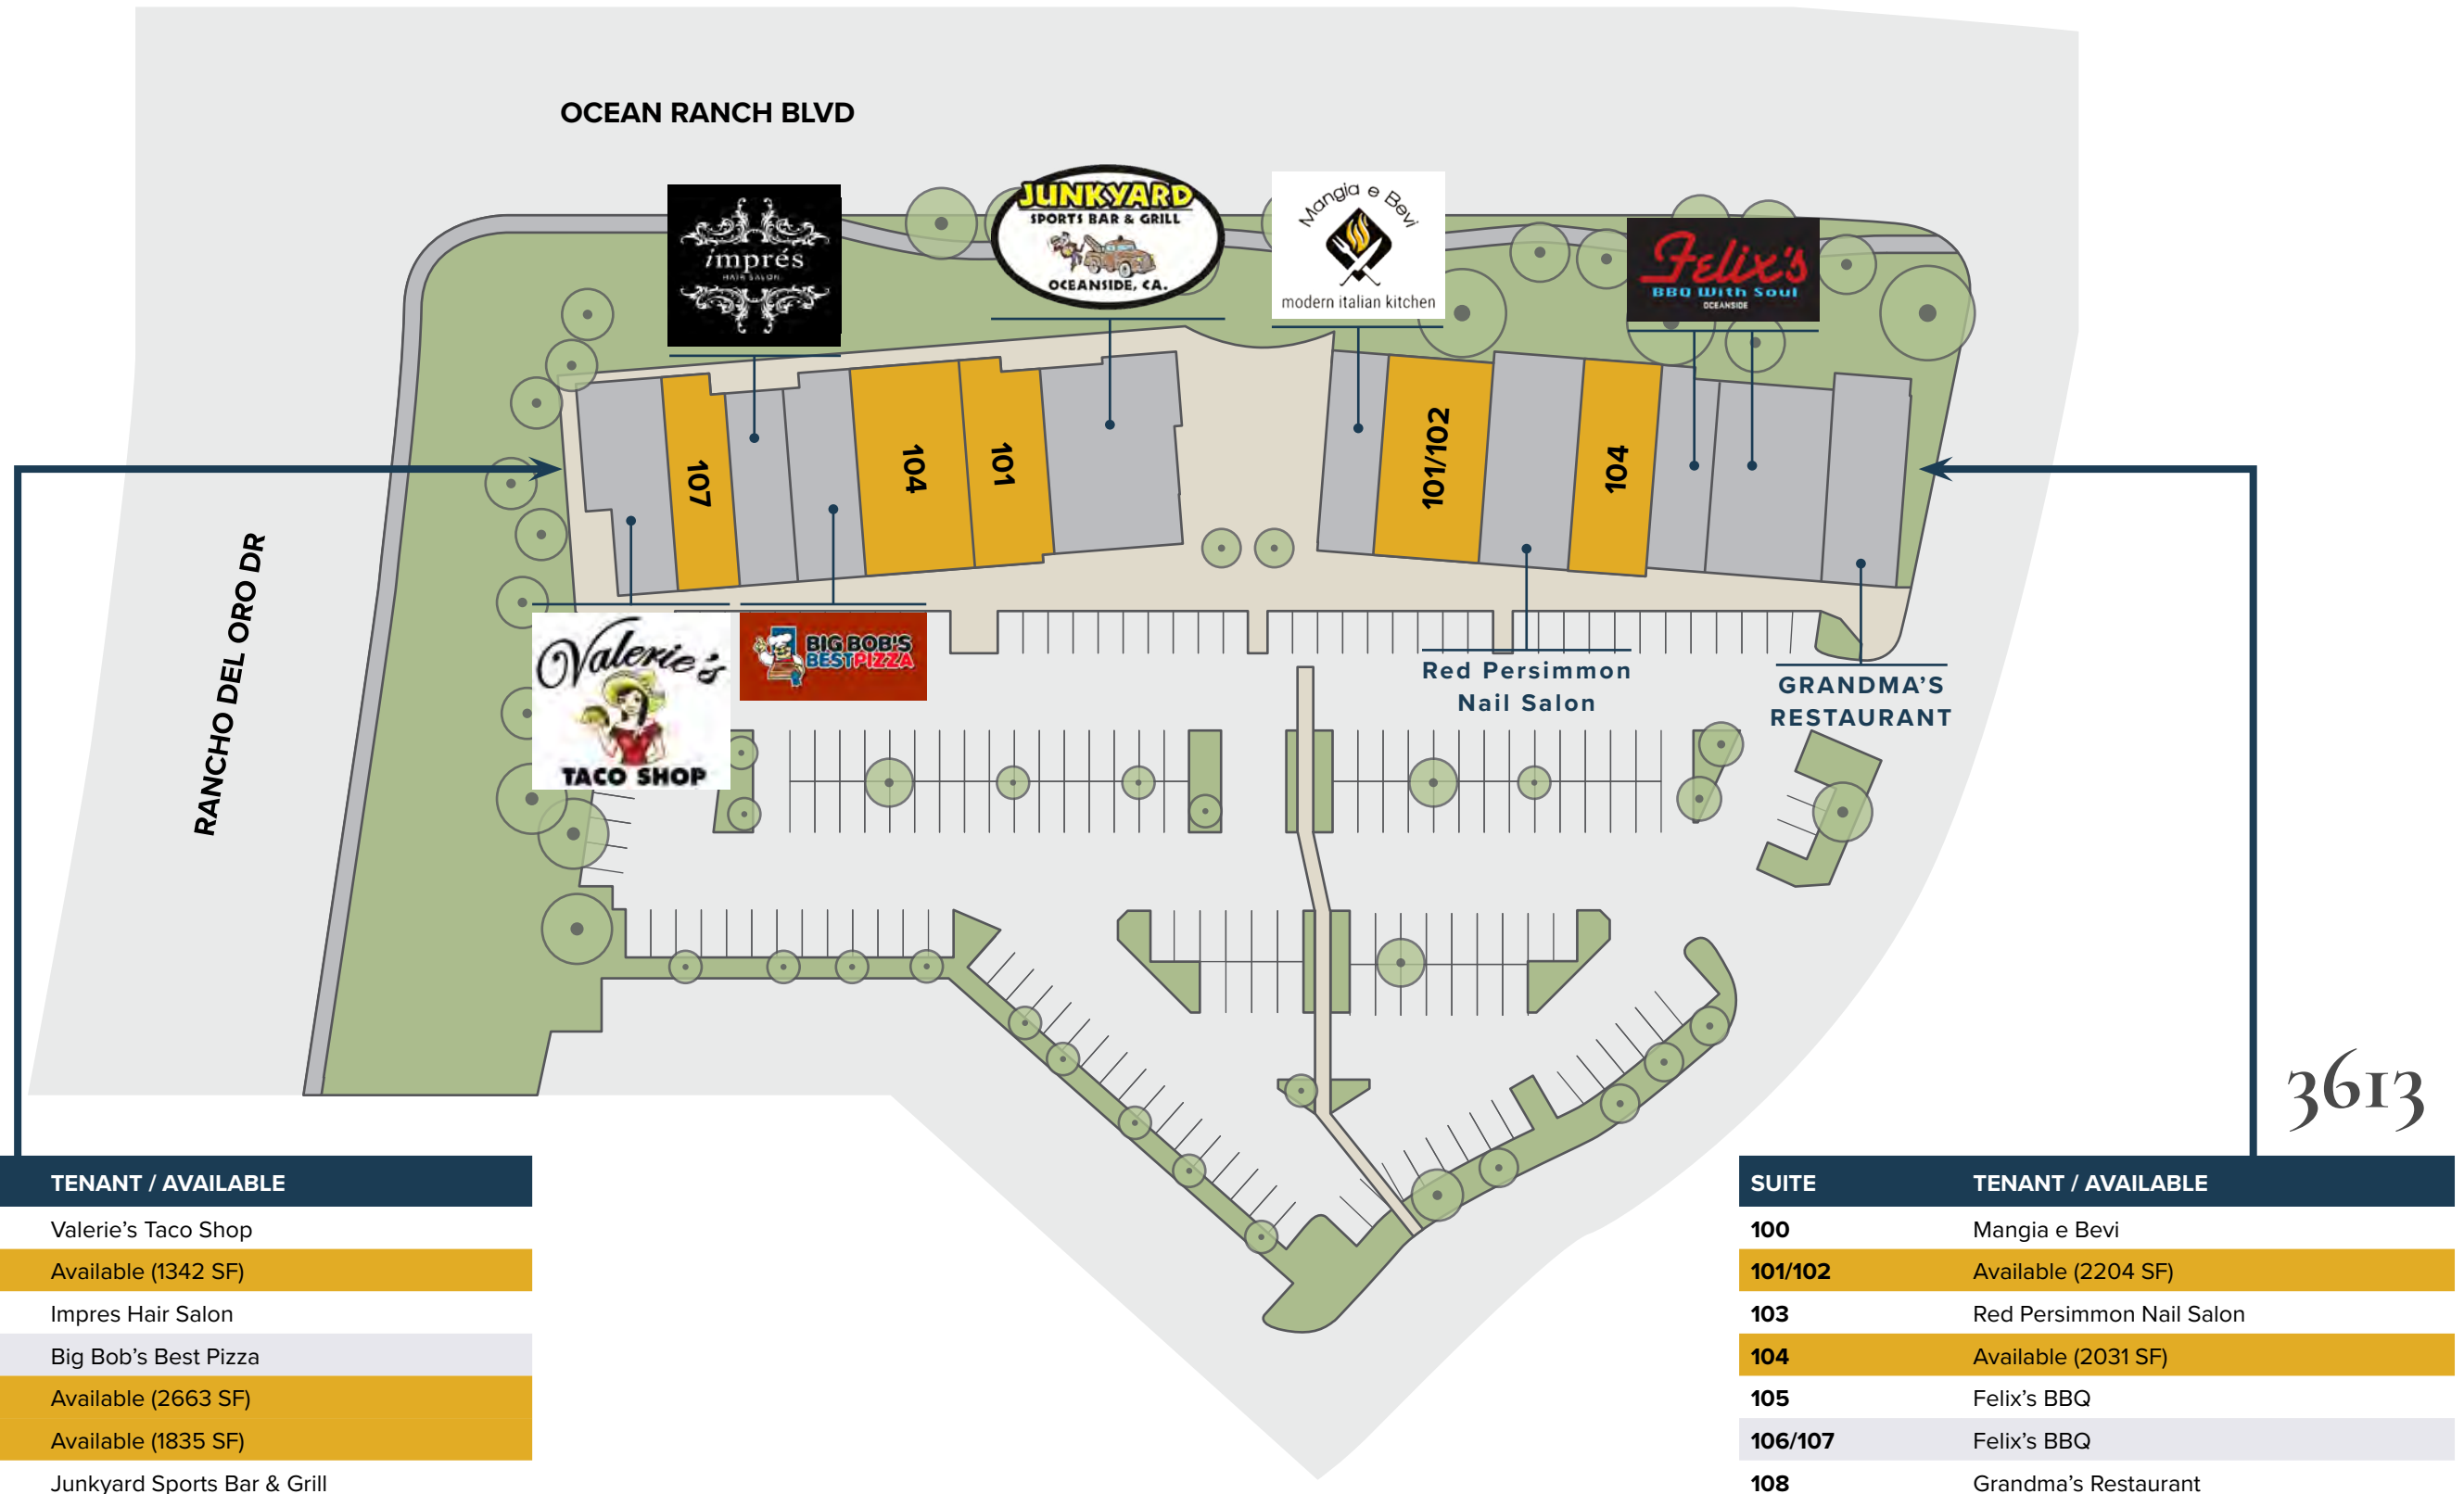 OCEAN RANCH BLVD
imprés
HAIR SALON
JUNKYARD
SPORTS BAR & GRILL
OCEANSIDE, CA.
Mangia e Bevi
modern italian kitchen
Felix's
BBQ With Soul
OCEANSIDE
107
104
101
101/102
104
RANCHO DEL ORO DR
Valerie's
TACO SHOP
BIG BOB'S
BEST PIZZA
Red Persimmon
Nail Salon
GRANDMA'S
RESTAURANT
3613
TENANT / AVAILABLE
Valerie's Taco Shop
Available (1342 SF)
Impres Hair Salon
Big Bob's Best Pizza
Available (2663 SF)
Available (1835 SF)
Junkyard Sports Bar & Grill
SUITE TENANT / AVAILABLE
100 Mangia e Bevi
101/102 Available (2204 SF)
103 Red Persimmon Nail Salon
104 Available (2031 SF)
105 Felix's BBQ
106/107 Felix's BBQ
108 Grandma's Restaurant